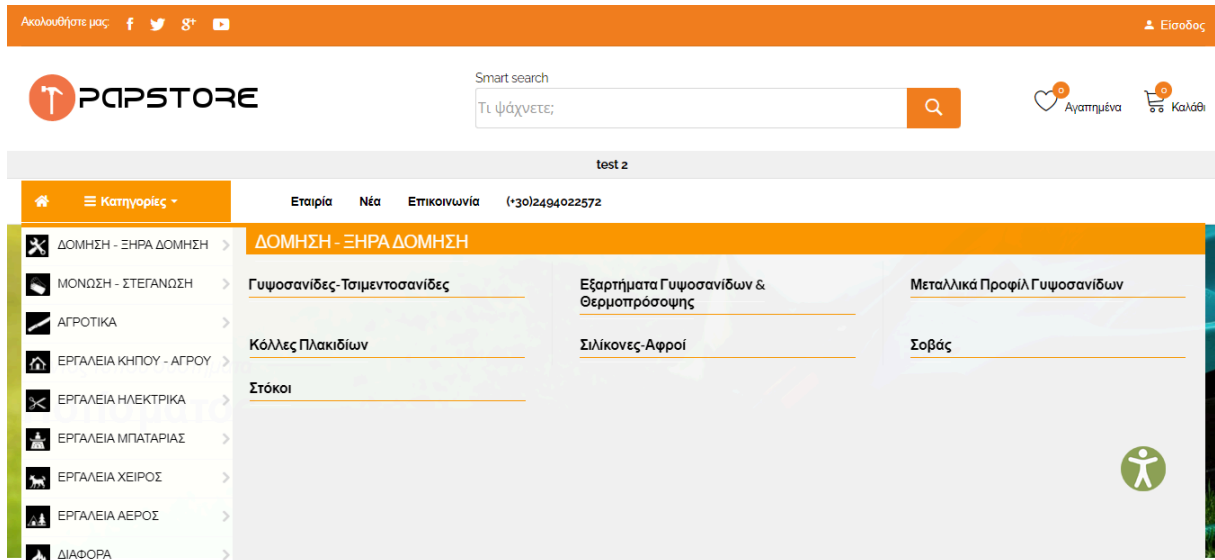 Ακολουθήστε μας:
Είσοδος
PAPSTORE
Smart search
Τι ψάχνετε;
0
Αγαπημένα
0
Καλάθι
test 2
Κατηγορίες
Εταιρία Νέα Επικοινωνία (+30)2494022572
ΔΟΜΗΣΗ - ΞΗΡΑ ΔΟΜΗΣΗ
ΜΟΝΩΣΗ - ΣΤΕΓΑΝΩΣΗ
ΑΓΡΟΤΙΚΑ
ΕΡΓΑΛΕΙΑ ΚΗΠΟΥ - ΑΓΡΟΥ
ΕΡΓΑΛΕΙΑ ΗΛΕΚΤΡΙΚΑ
ΕΡΓΑΛΕΙΑ ΜΠΑΤΑΡΙΑΣ
ΕΡΓΑΛΕΙΑ ΧΕΙΡΟΣ
ΕΡΓΑΛΕΙΑ ΑΕΡΟΣ
ΔΙΑΦΟΡΑ
ΔΟΜΗΣΗ - ΞΗΡΑ ΔΟΜΗΣΗ
Γυψοσανίδες-Τσιμεντοσανίδες
Εξαρτήματα Γυψοσανίδων &
Θερμοπρόσοψης
Μεταλλικά Προφίλ Γυψοσανίδων
Κόλλες Πλακιδίων
Σιλίκονες-Αφροί
Σοβάς
Στόκοι